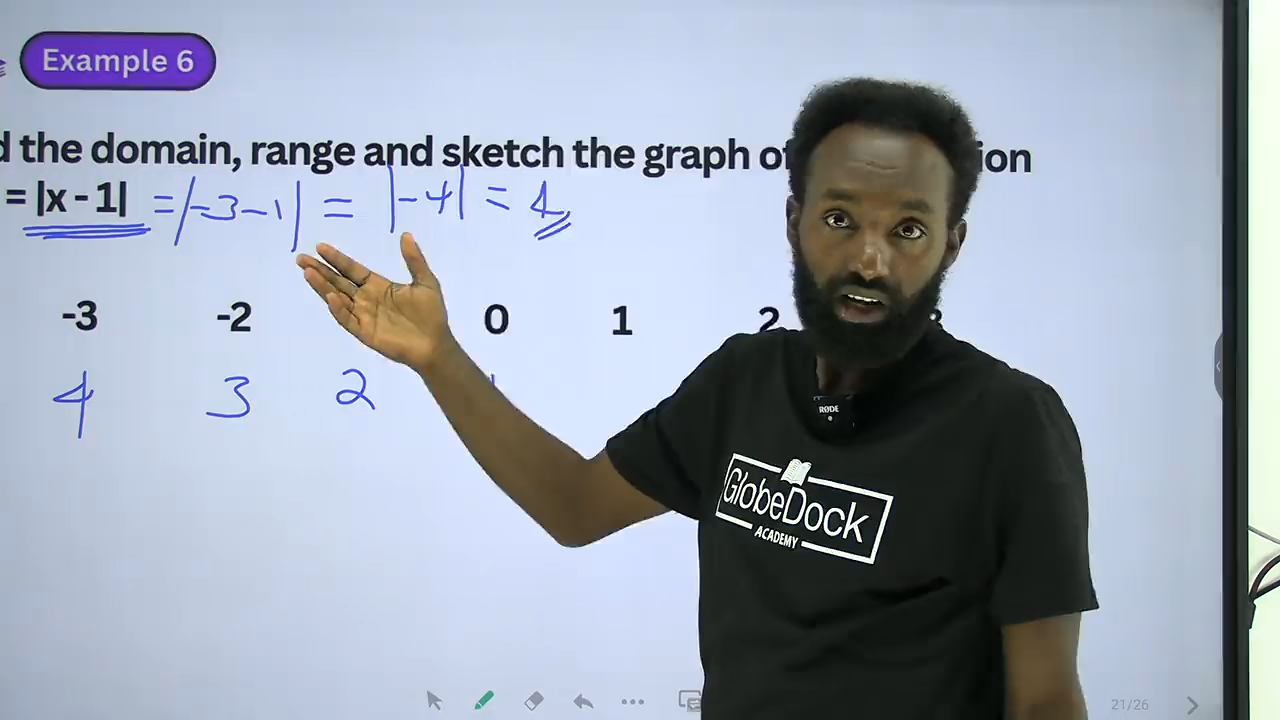 Example 6
the domain, range and sketch the graph of
= |x - 1| = |-3-1| = |-4| = 4
-3 -2 0 1 2
4 3 2
RØDE
GlobeDock
ACADEMY
21/26